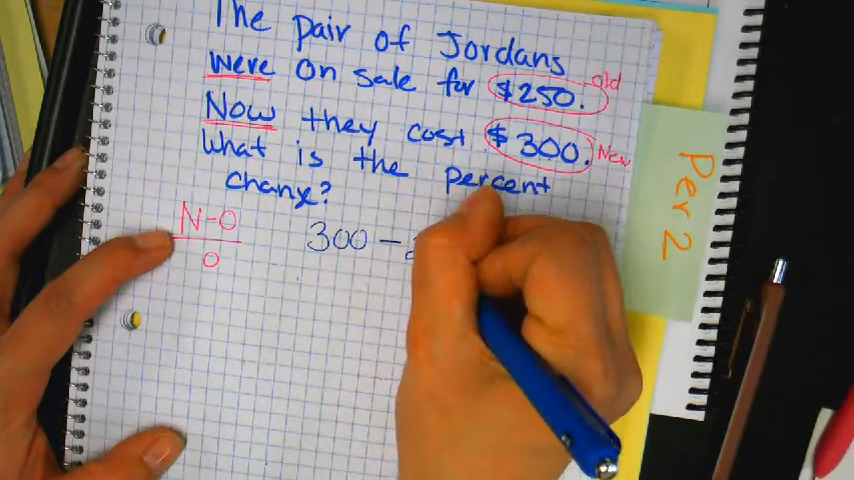 The pair of Jordans
were on sale for $250. old
Now they cost $300. New
What is the percent
change?
N-O
O
300 -
Per 2